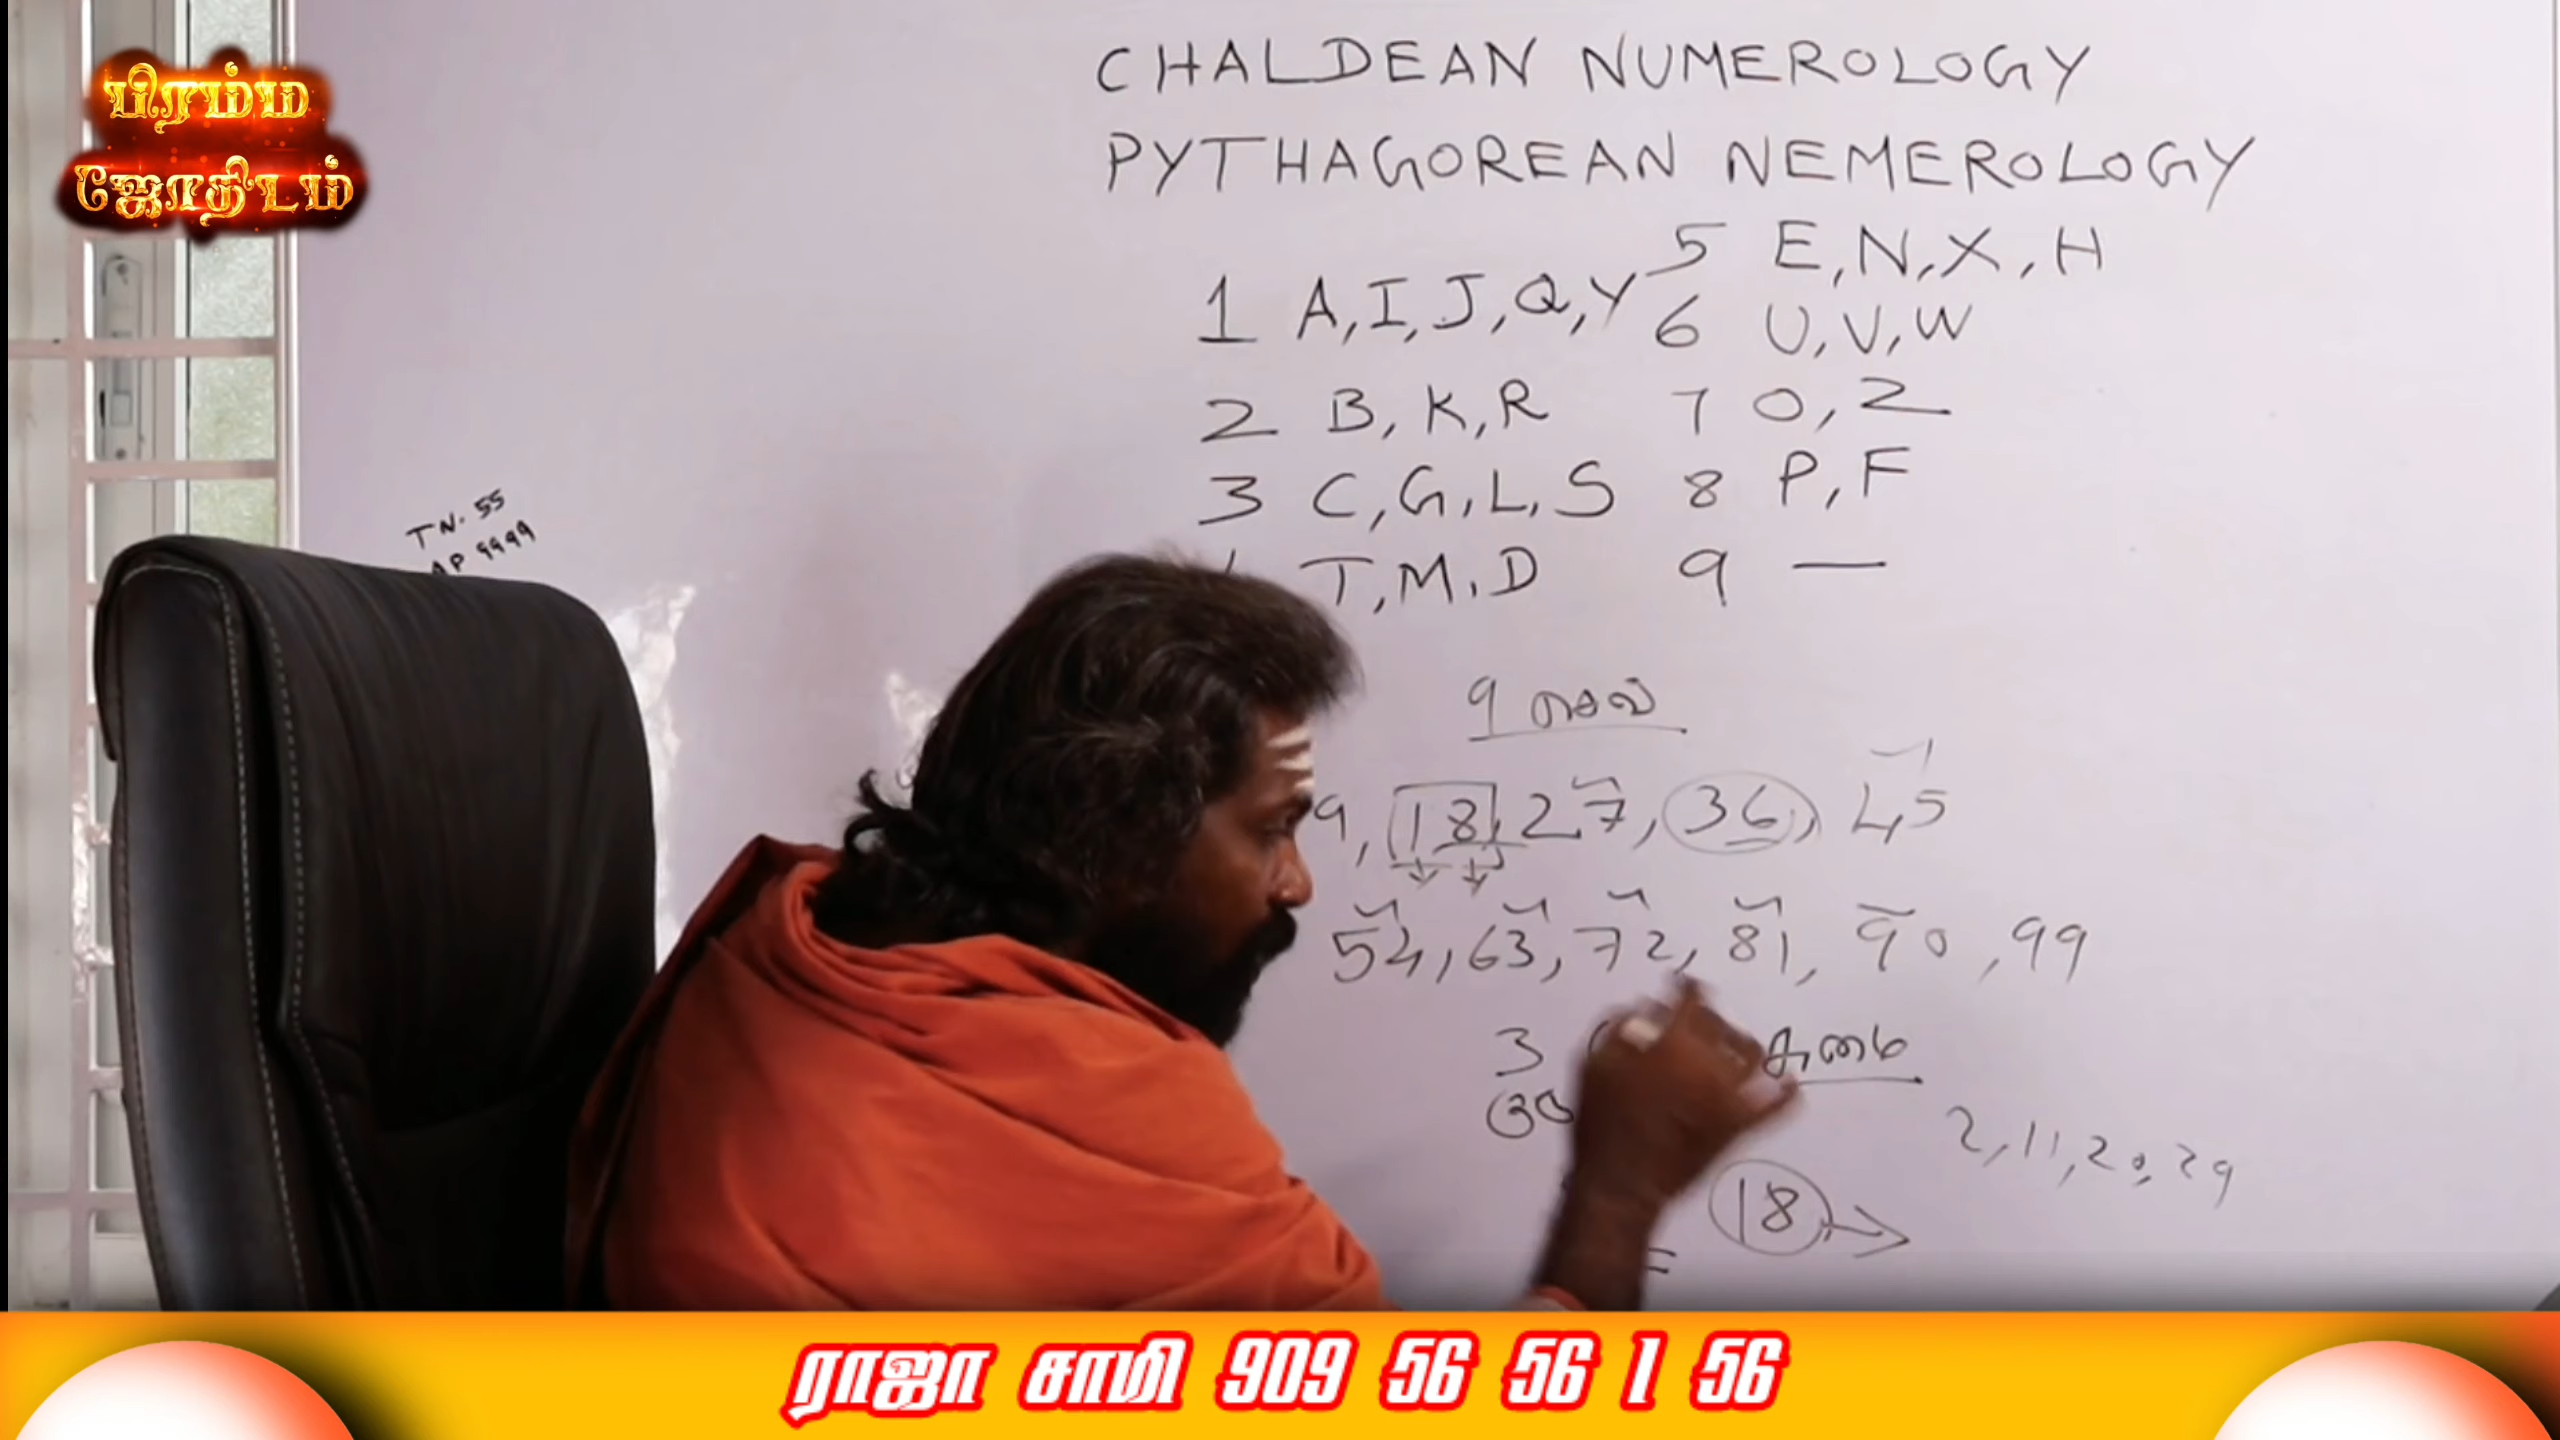 பிரம்ம
ஜோதிடம்
CHALDEAN NUMEROLOGY
PYTHAGOREAN NEMEROLOGY
1 A, I, J, Q, Y
5 E, N, X, H
6 U, V, W
2 B, K, R
7 O, Z
3 C, G, L, S
8 P, F
T, M, D
9 —
TN. 55
AP 9999
9 செவ்
9, 18, 27, 36, 45
54, 63, 72, 81, 90, 99
3
2, 11, 20, 29
18 →
=
ராஜா சாமி 909 56 56 1 56